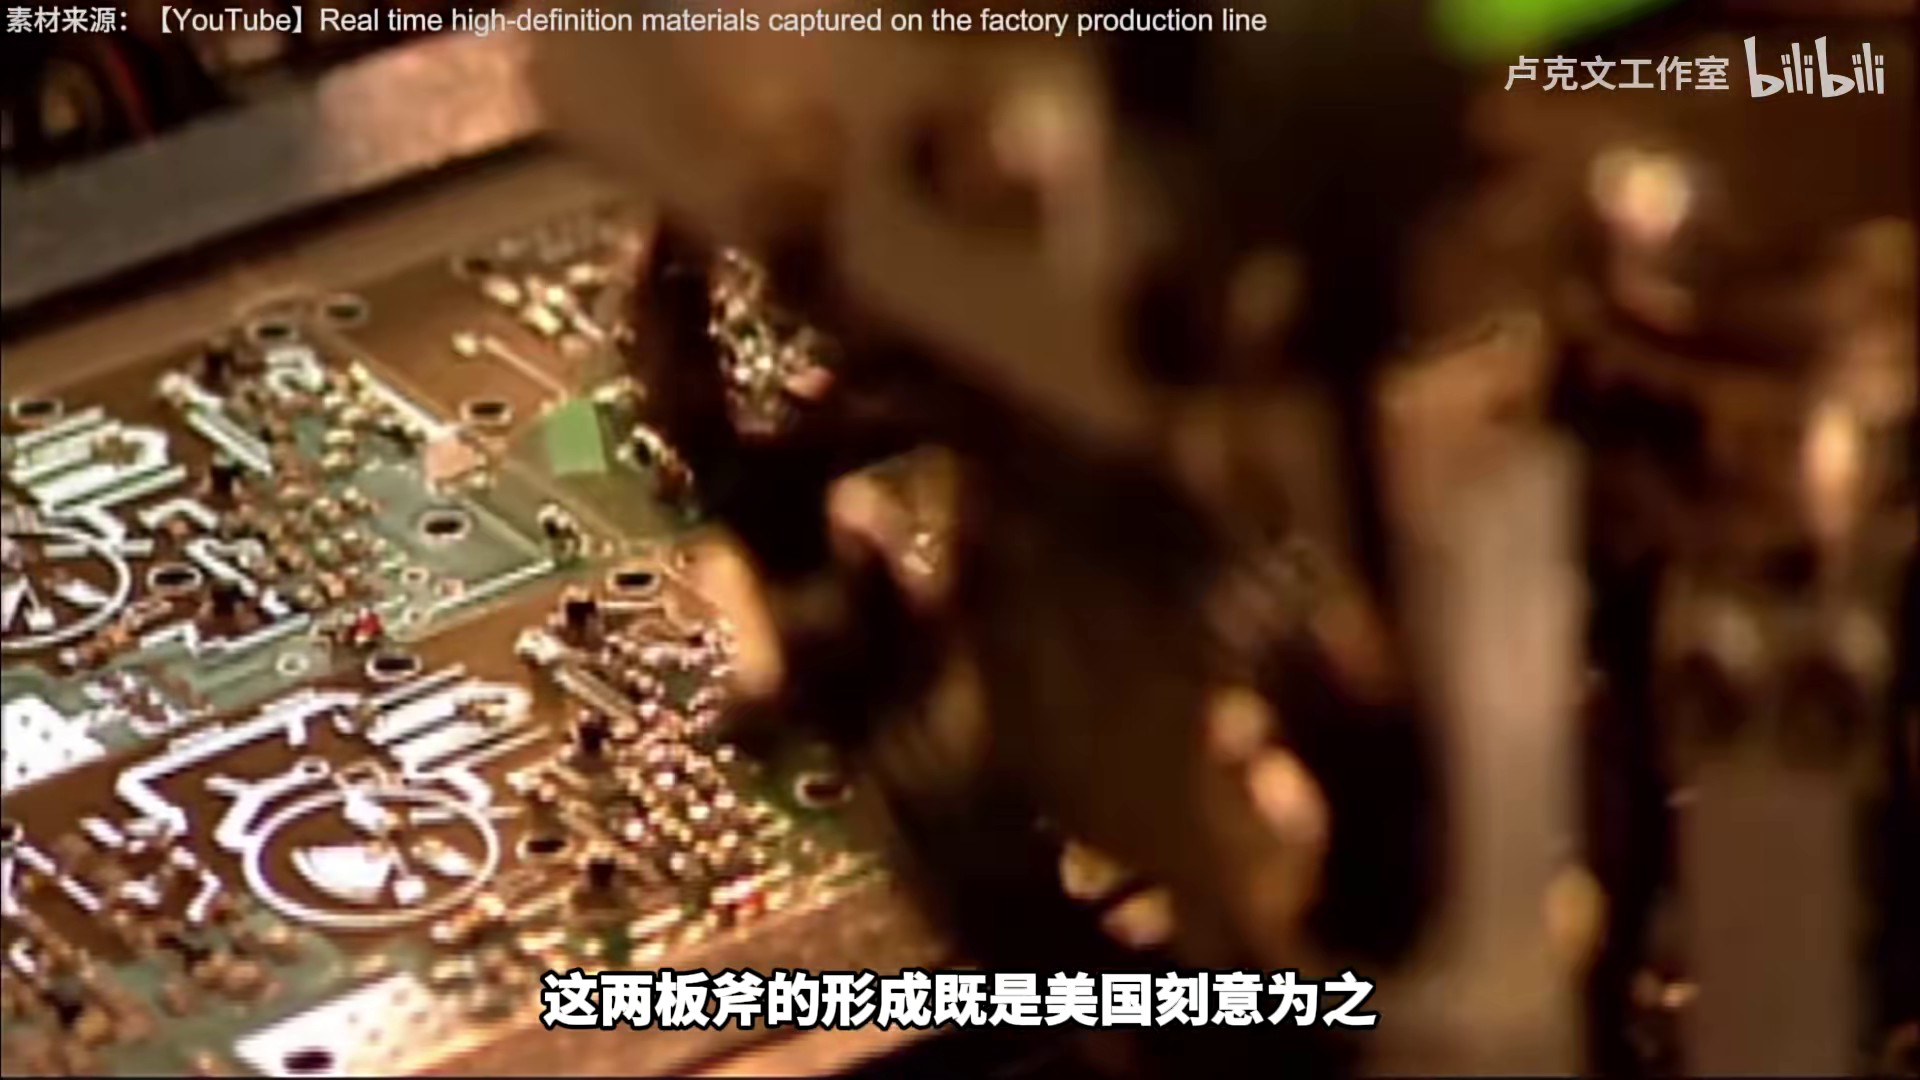 素材来源：【YouTube】Real time high-definition materials captured on the factory production line
卢克文工作室 bilibili
这两板斧的形成既是美国刻意为之